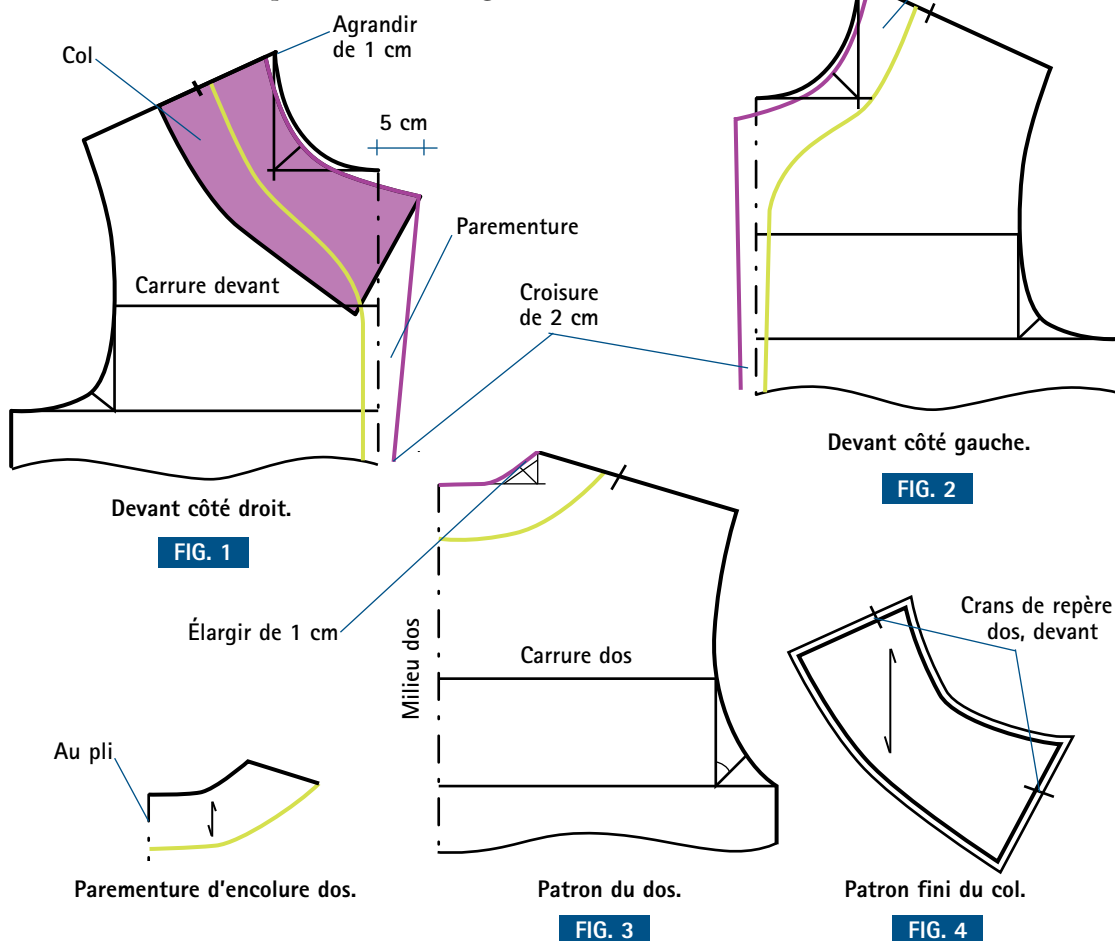 Agrandir
de 1 cm
Col
5 cm
Parementure
Carrure devant
Croisure
de 2 cm
Devant côté droit.
FIG. 1
Devant côté gauche.
FIG. 2
Élargir de 1 cm
Milieu dos
Carrure dos
Crans de repère
dos, devant
Au pli
Parementure d'encolure dos.
Patron du dos.
FIG. 3
Patron fini du col.
FIG. 4